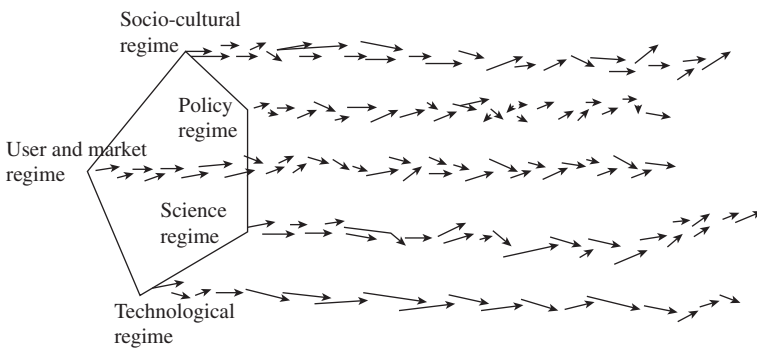 Socio-cultural
regime
Policy
regime
User and market
regime
Science
regime
Technological
regime